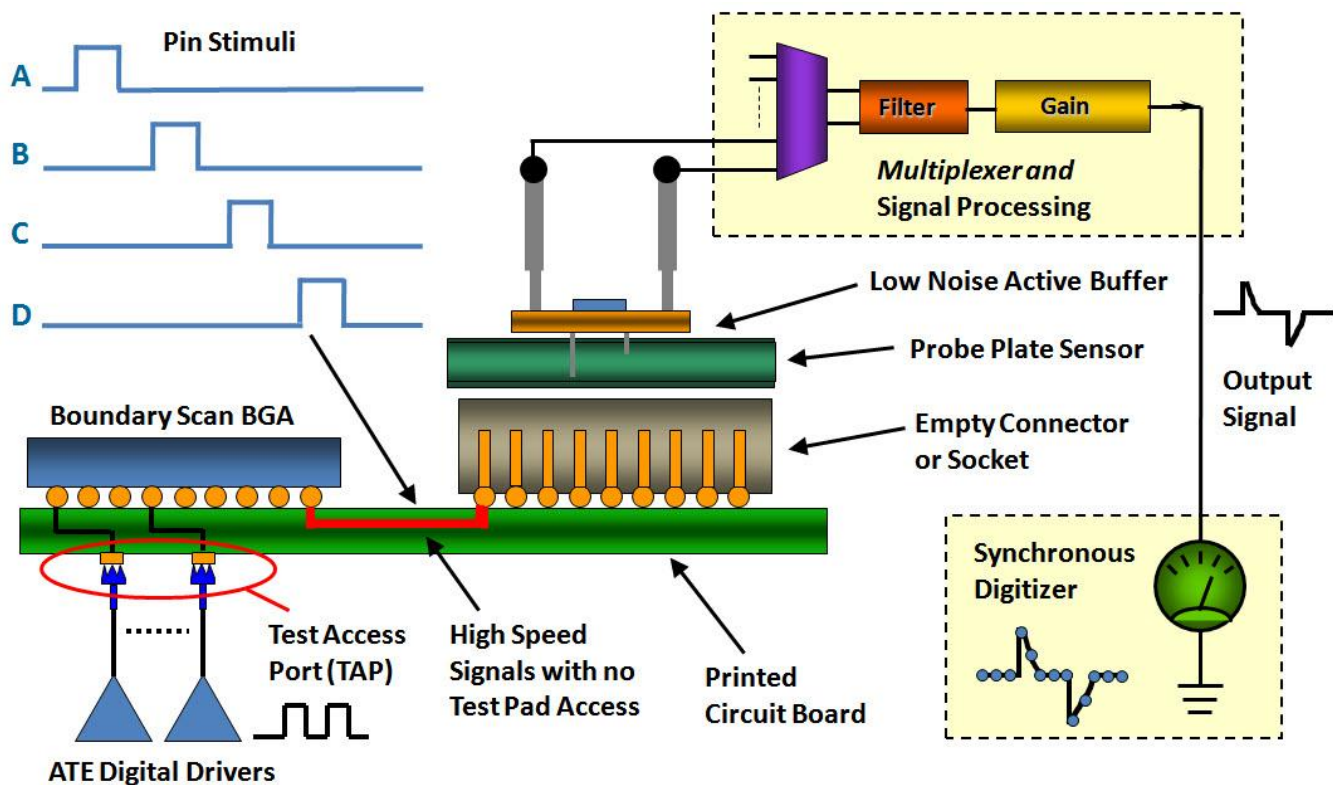 Pin Stimuli
A
B
C
D
Filter
Gain
Multiplexer and
Signal Processing
Low Noise Active Buffer
Probe Plate Sensor
Output
Signal
Boundary Scan BGA
Empty Connector
or Socket
Synchronous
Digitizer
Test Access
Port (TAP)
High Speed
Signals with no
Test Pad Access
Printed
Circuit Board
ATE Digital Drivers